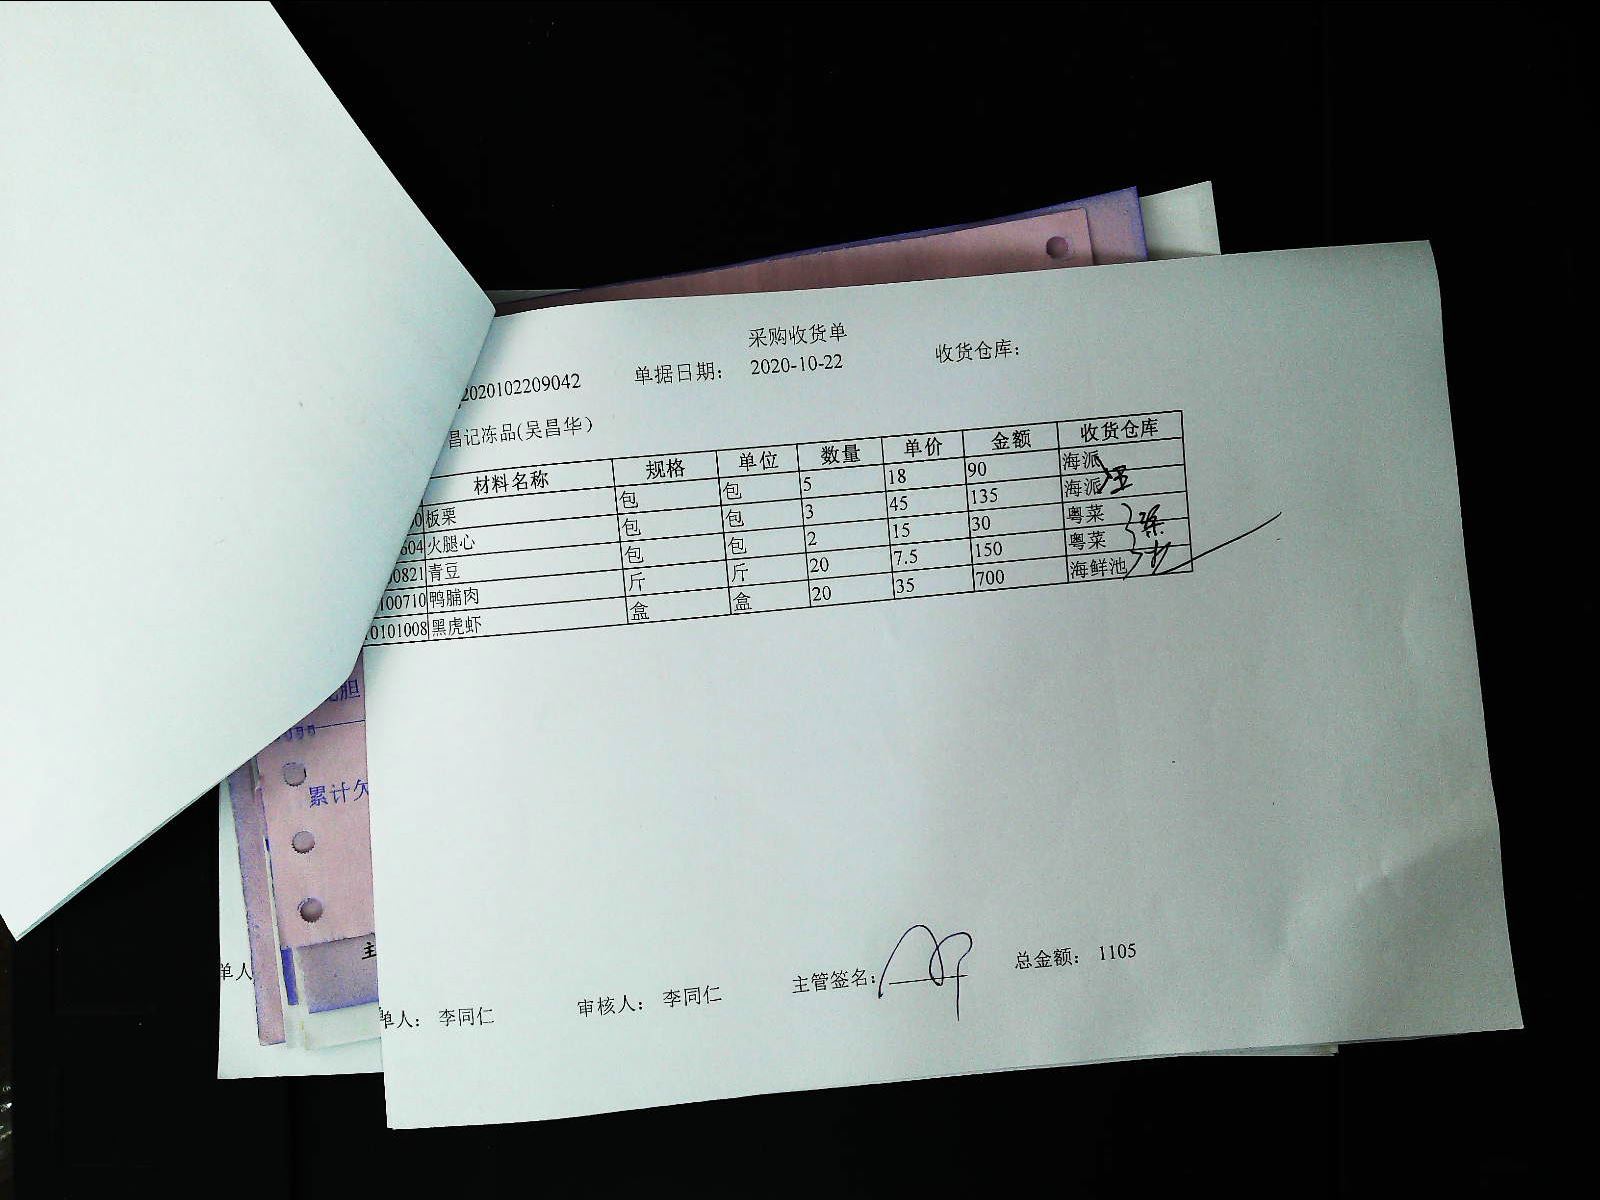 采购收货单
2020102209042 单据日期： 2020-10-22 收货仓库：
昌记冻品(吴昌华)
材料名称 规格 单位 数量 单价 金额 收货仓库
0板栗 包 包 5 18 90 海派
604火腿心 包 包 3 45 135 海派
00821青豆 包 包 2 15 30 粤菜
100710鸭脯肉 斤 斤 20 7.5 150 粤菜
10101008黑虎虾 盒 盒 20 35 700 海鲜池
胆
累计欠
主
单人
单人： 李同仁 审核人： 李同仁 主管签名： 总金额： 1105